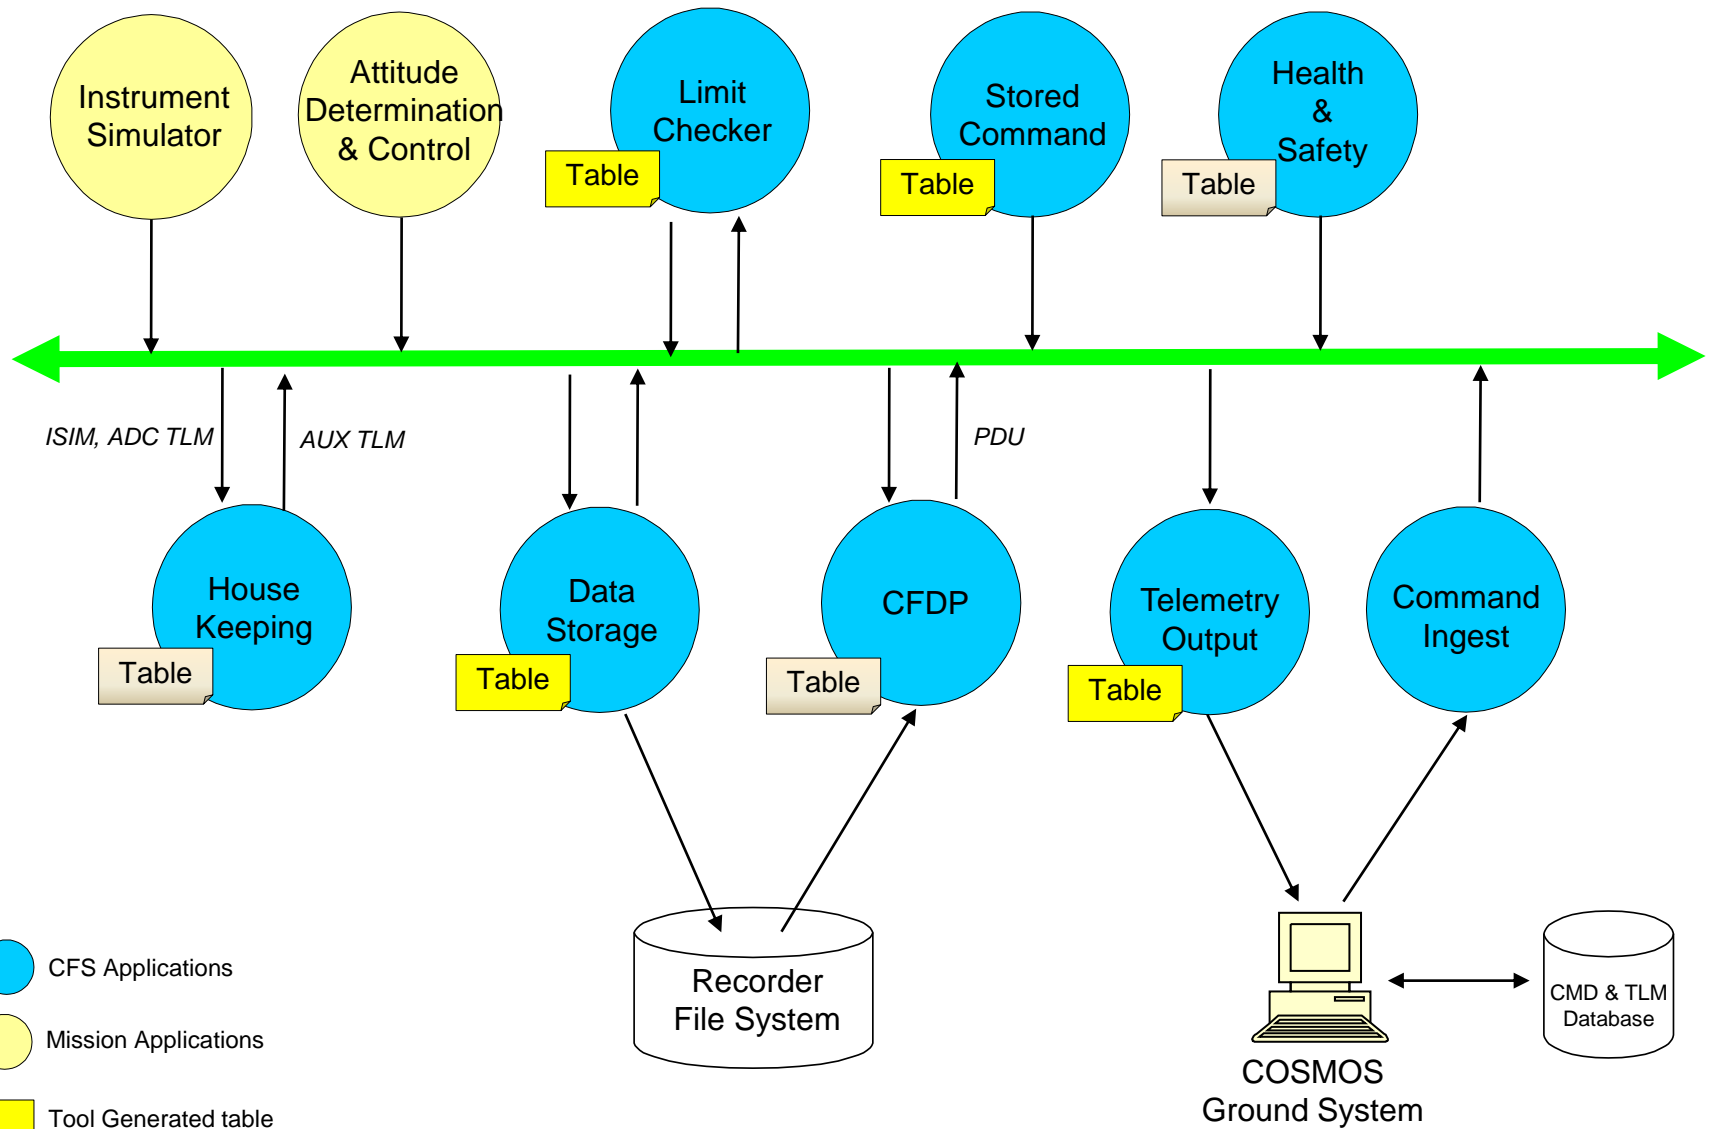 Instrument
Simulator
Attitude
Determination
& Control
Limit
Checker
Table
Stored
Command
Table
Health
&
Safety
Table
ISIM, ADC TLM
AUX TLM
PDU
House
Keeping
Table
Data
Storage
Table
CFDP
Table
Telemetry
Output
Table
Command
Ingest
Recorder
File System
CMD & TLM
Database
COSMOS
Ground System
CFS Applications
Mission Applications
Tool Generated table